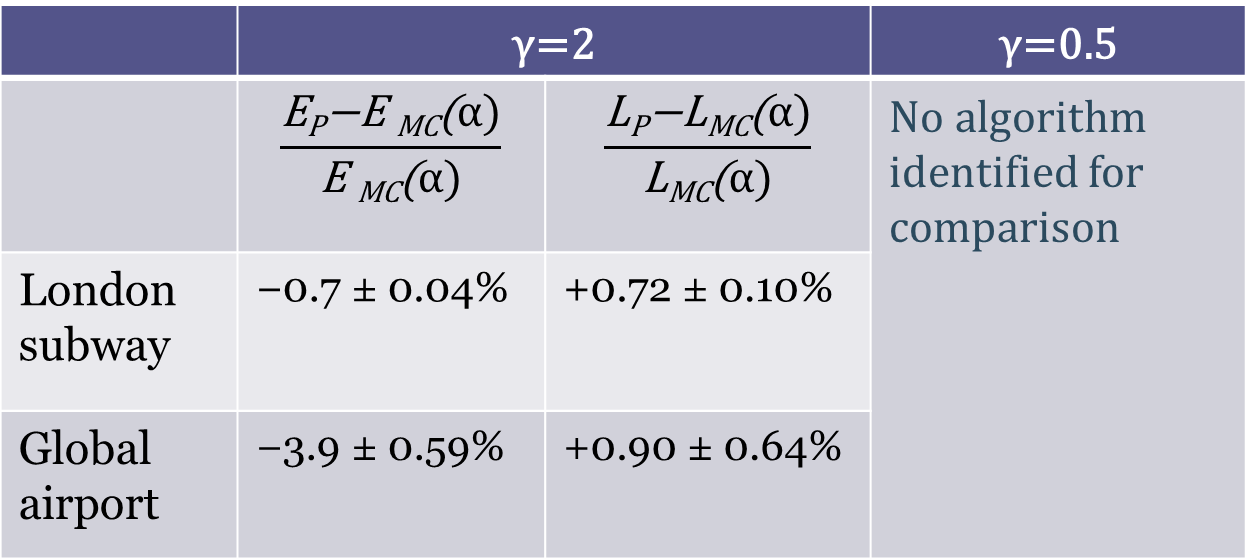 γ=2 γ=0.5
E_P−E_MC(α) L_P−L_MC(α) No algorithm
E_MC(α) L_MC(α) identified for
comparison
London −0.7 ± 0.04% +0.72 ± 0.10%
subway
Global −3.9 ± 0.59% +0.90 ± 0.64%
airport